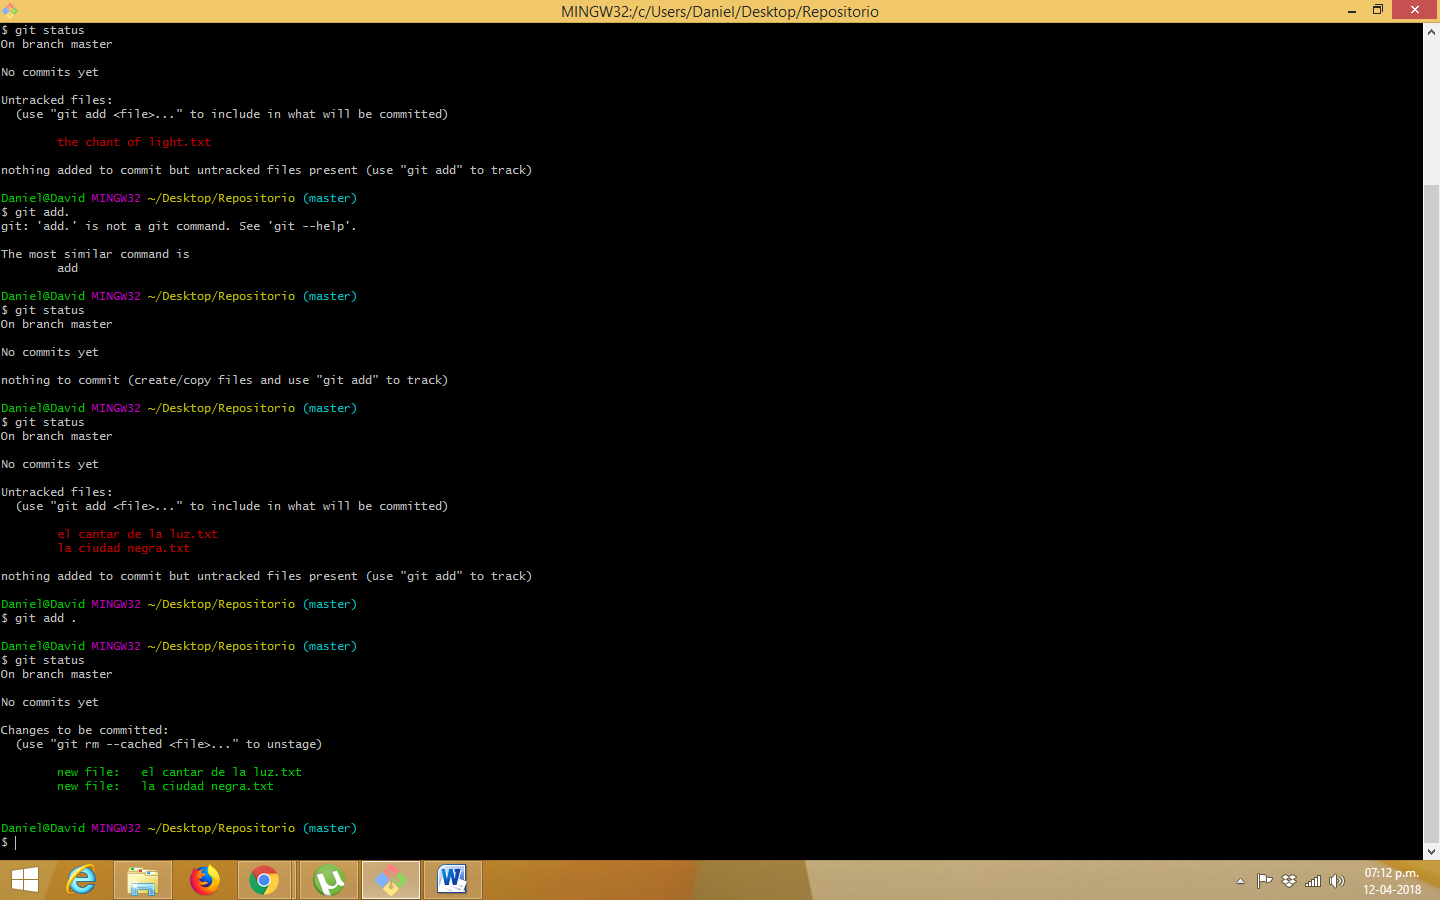 MINGW32:/c/Users/Daniel/Desktop/Repositorio
$ git status
On branch master
No commits yet
Untracked files:
(use "git add <file>..." to include in what will be committed)
the chant of light.txt
nothing added to commit but untracked files present (use "git add" to track)
Daniel@David MINGW32 ~/Desktop/Repositorio (master)
$ git add.
git: 'add.' is not a git command. See 'git --help'.
The most similar command is
add
Daniel@David MINGW32 ~/Desktop/Repositorio (master)
$ git status
On branch master
No commits yet
nothing to commit (create/copy files and use "git add" to track)
Daniel@David MINGW32 ~/Desktop/Repositorio (master)
$ git status
On branch master
No commits yet
Untracked files:
(use "git add <file>..." to include in what will be committed)
el cantar de la luz.txt
la ciudad negra.txt
nothing added to commit but untracked files present (use "git add" to track)
Daniel@David MINGW32 ~/Desktop/Repositorio (master)
$ git add .
Daniel@David MINGW32 ~/Desktop/Repositorio (master)
$ git status
On branch master
No commits yet
Changes to be committed:
(use "git rm --cached <file>..." to unstage)
new file:   el cantar de la luz.txt
new file:   la ciudad negra.txt
Daniel@David MINGW32 ~/Desktop/Repositorio (master)
$
07:12 p.m.
12-04-2018